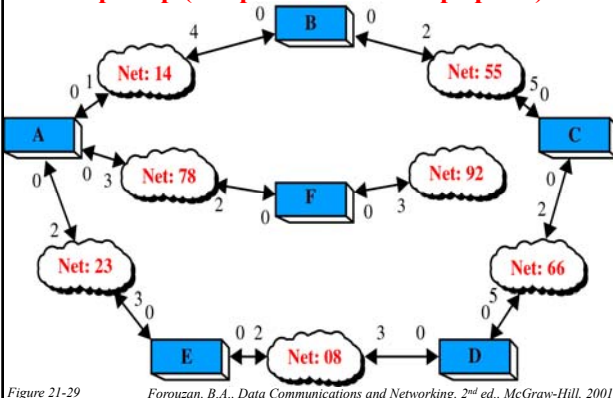 0 B 0
4 2
Net: 14
Net: 55
0 1
5 0
A
C
0 0 3
Net: 78
Net: 92
0
2 0 F 0 3
2
2
Net: 23
Net: 66
3 0
0 5
E 0 2
Net: 08
3 0 D
Figure 21-29
Forouzan, B.A., Data Communications and Networking, 2nd ed., McGraw-Hill, 2001